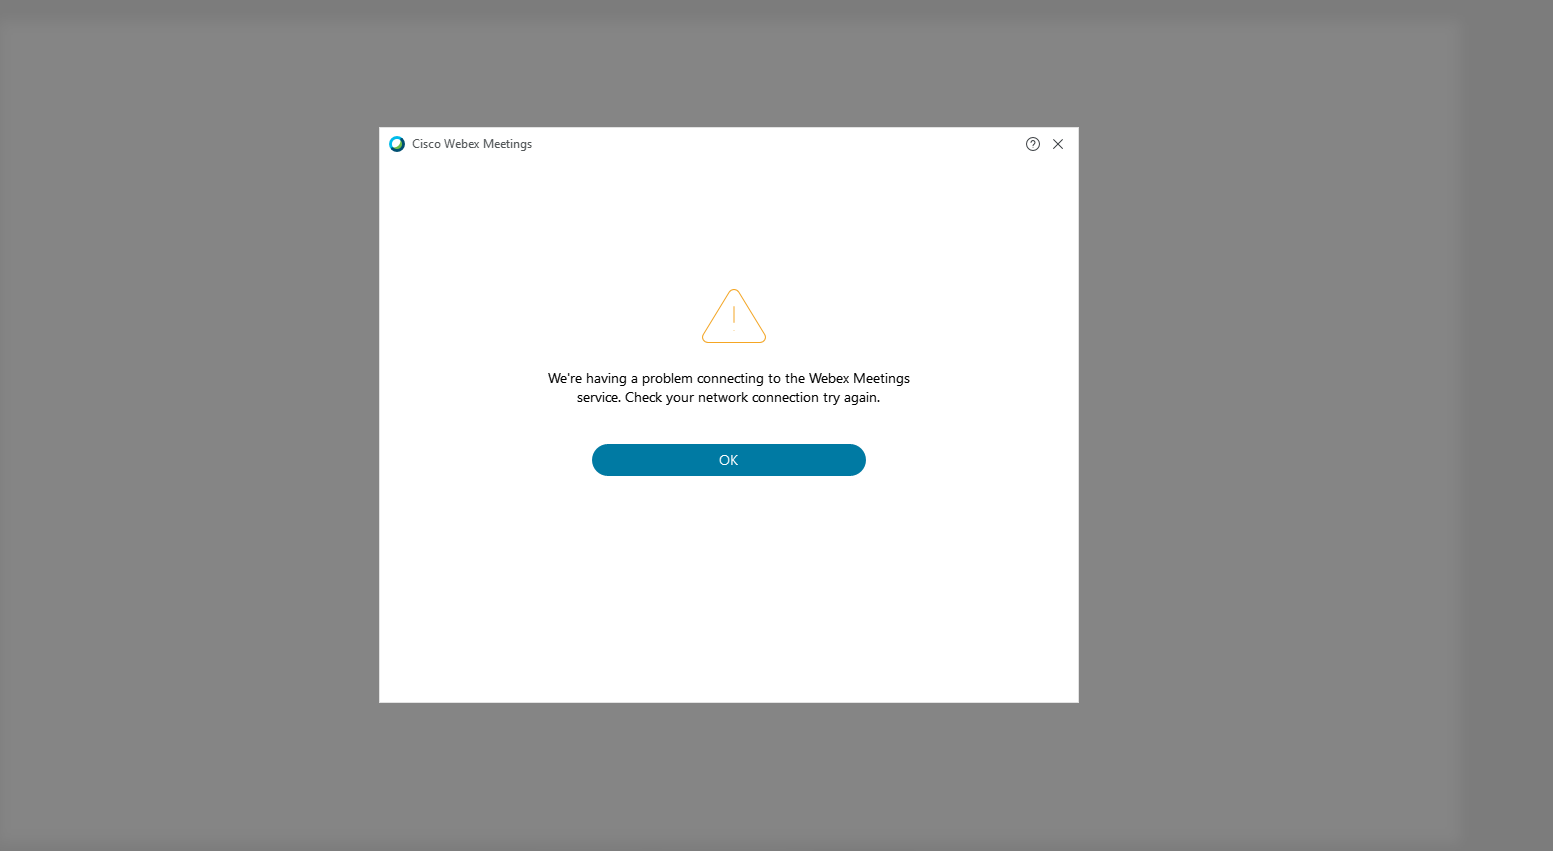 Cisco Webex Meetings
We're having a problem connecting to the Webex Meetings
service. Check your network connection try again.
OK